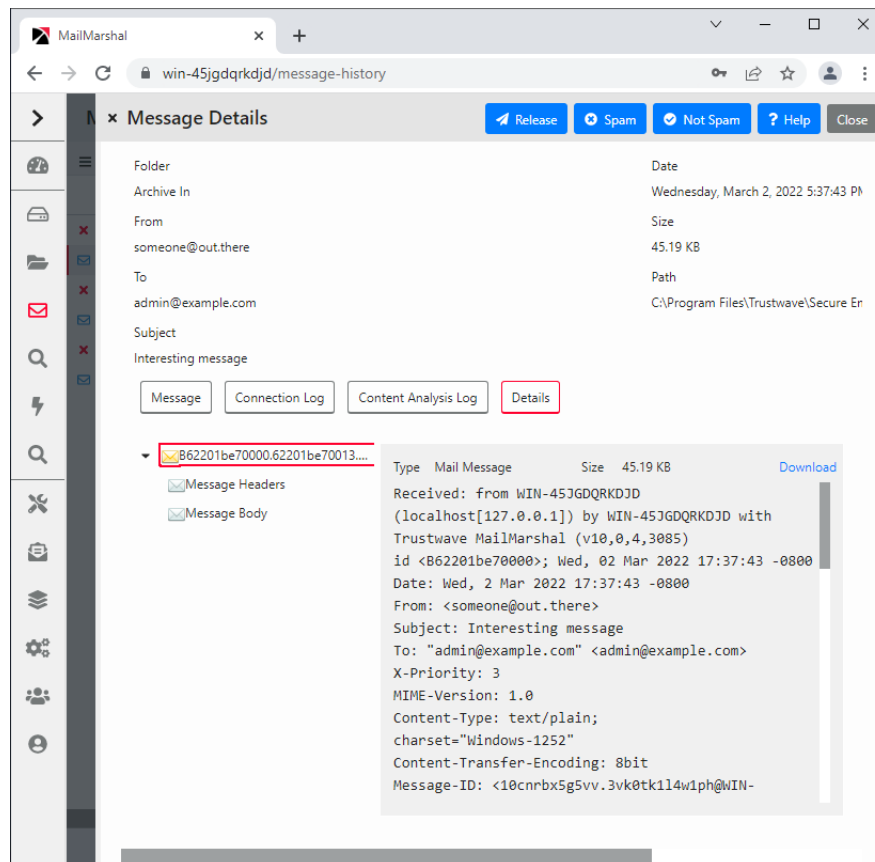 MailMarshal
win-45jgdqrkdjd/message-history
Message Details
Release
Spam
Not Spam
? Help
Close
Folder
Date
Archive In
Wednesday, March 2, 2022 5:37:43 PM
From
Size
someone@out.there
45.19 KB
To
Path
admin@example.com
C:\Program Files\Trustwave\Secure En
Subject
Interesting message
Message
Connection Log
Content Analysis Log
Details
B62201be70000.62201be70013....
Message Headers
Message Body
Type Mail Message Size 45.19 KB Download
Received: from WIN-45JGDQRKDJD
(localhost[127.0.0.1]) by WIN-45JGDQRKDJD with
Trustwave MailMarshal (v10,0,4,3085)
id <B62201be70000>; Wed, 02 Mar 2022 17:37:43 -0800
Date: Wed, 2 Mar 2022 17:37:43 -0800
From: <someone@out.there>
Subject: Interesting message
To: "admin@example.com" <admin@example.com>
X-Priority: 3
MIME-Version: 1.0
Content-Type: text/plain;
charset="Windows-1252"
Content-Transfer-Encoding: 8bit
Message-ID: <10cnrbx5g5vv.3vk0tk1l4w1ph@WIN-